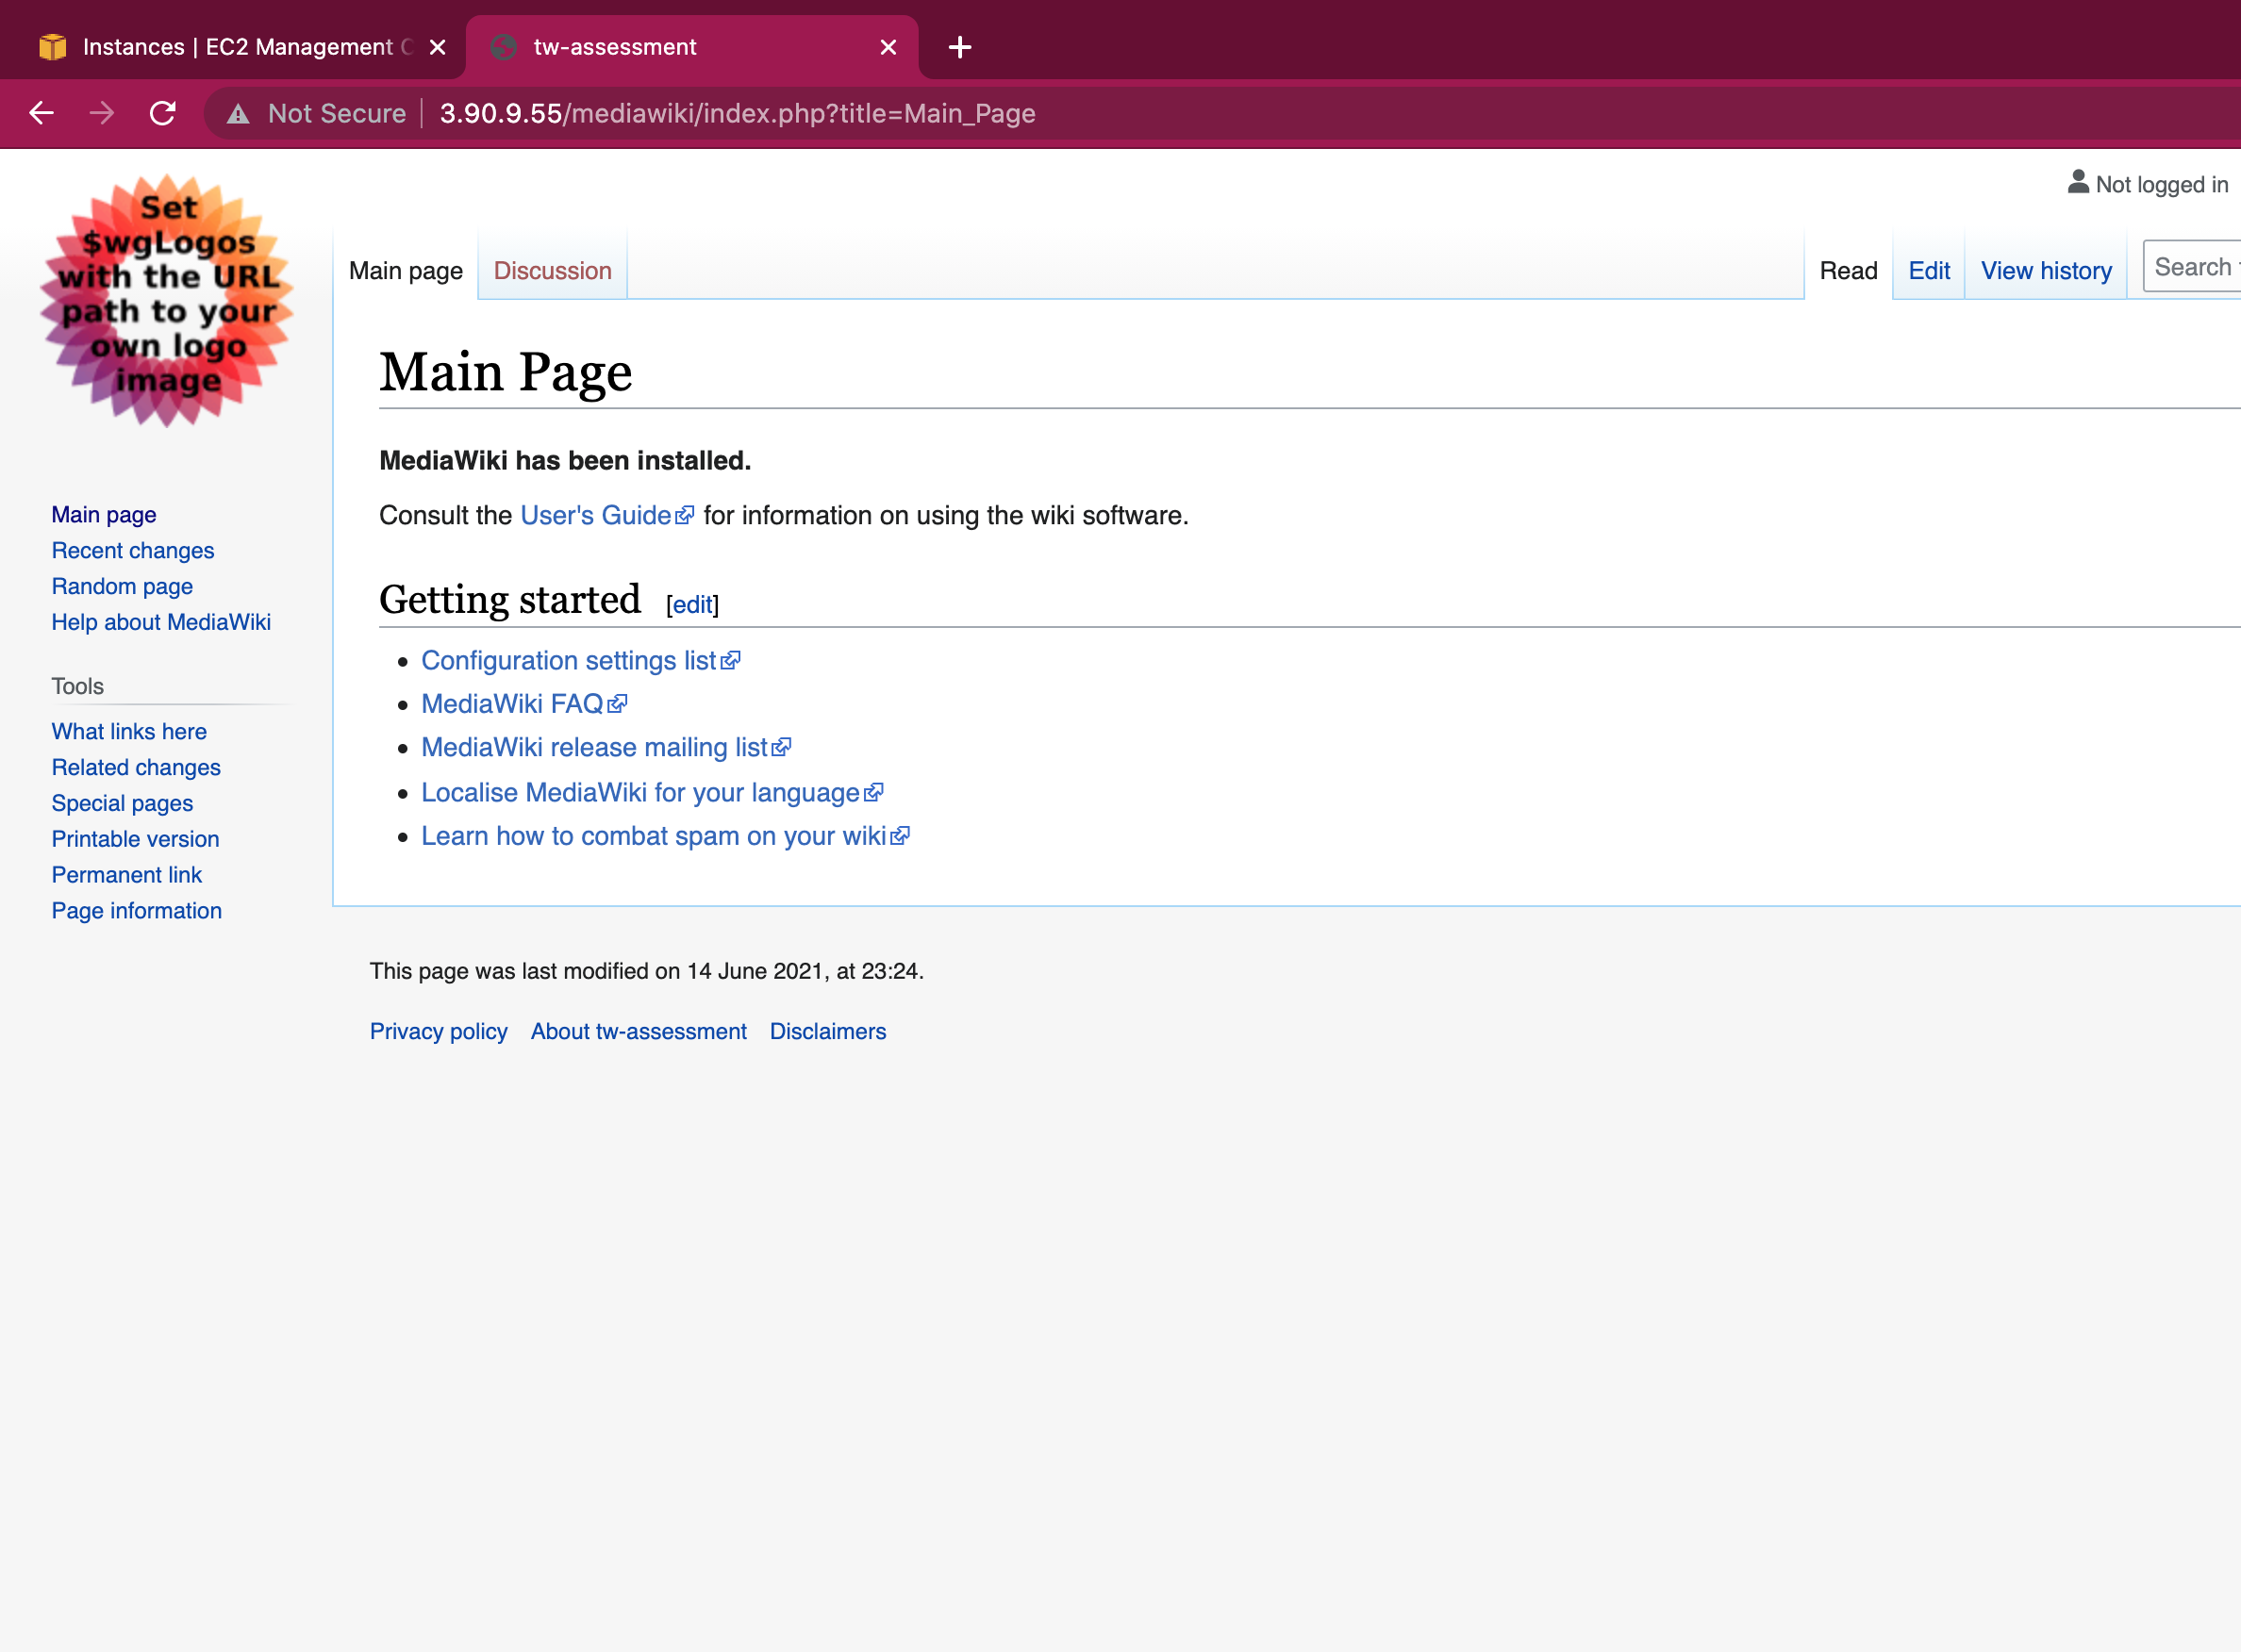 Instances | EC2 Management
tw-assessment
Not Secure | 3.90.9.55/mediawiki/index.php?title=Main_Page
Not logged in
Set
$wgLogos
with the URL
path to your
own logo
image
Main page
Discussion
Read
Edit
View history
Search
Main Page
MediaWiki has been installed.
Consult the User's Guide for information on using the wiki software.
Getting started [edit]
Configuration settings list
MediaWiki FAQ
MediaWiki release mailing list
Localise MediaWiki for your language
Learn how to combat spam on your wiki
Main page
Recent changes
Random page
Help about MediaWiki
Tools
What links here
Related changes
Special pages
Printable version
Permanent link
Page information
This page was last modified on 14 June 2021, at 23:24.
Privacy policy About tw-assessment Disclaimers